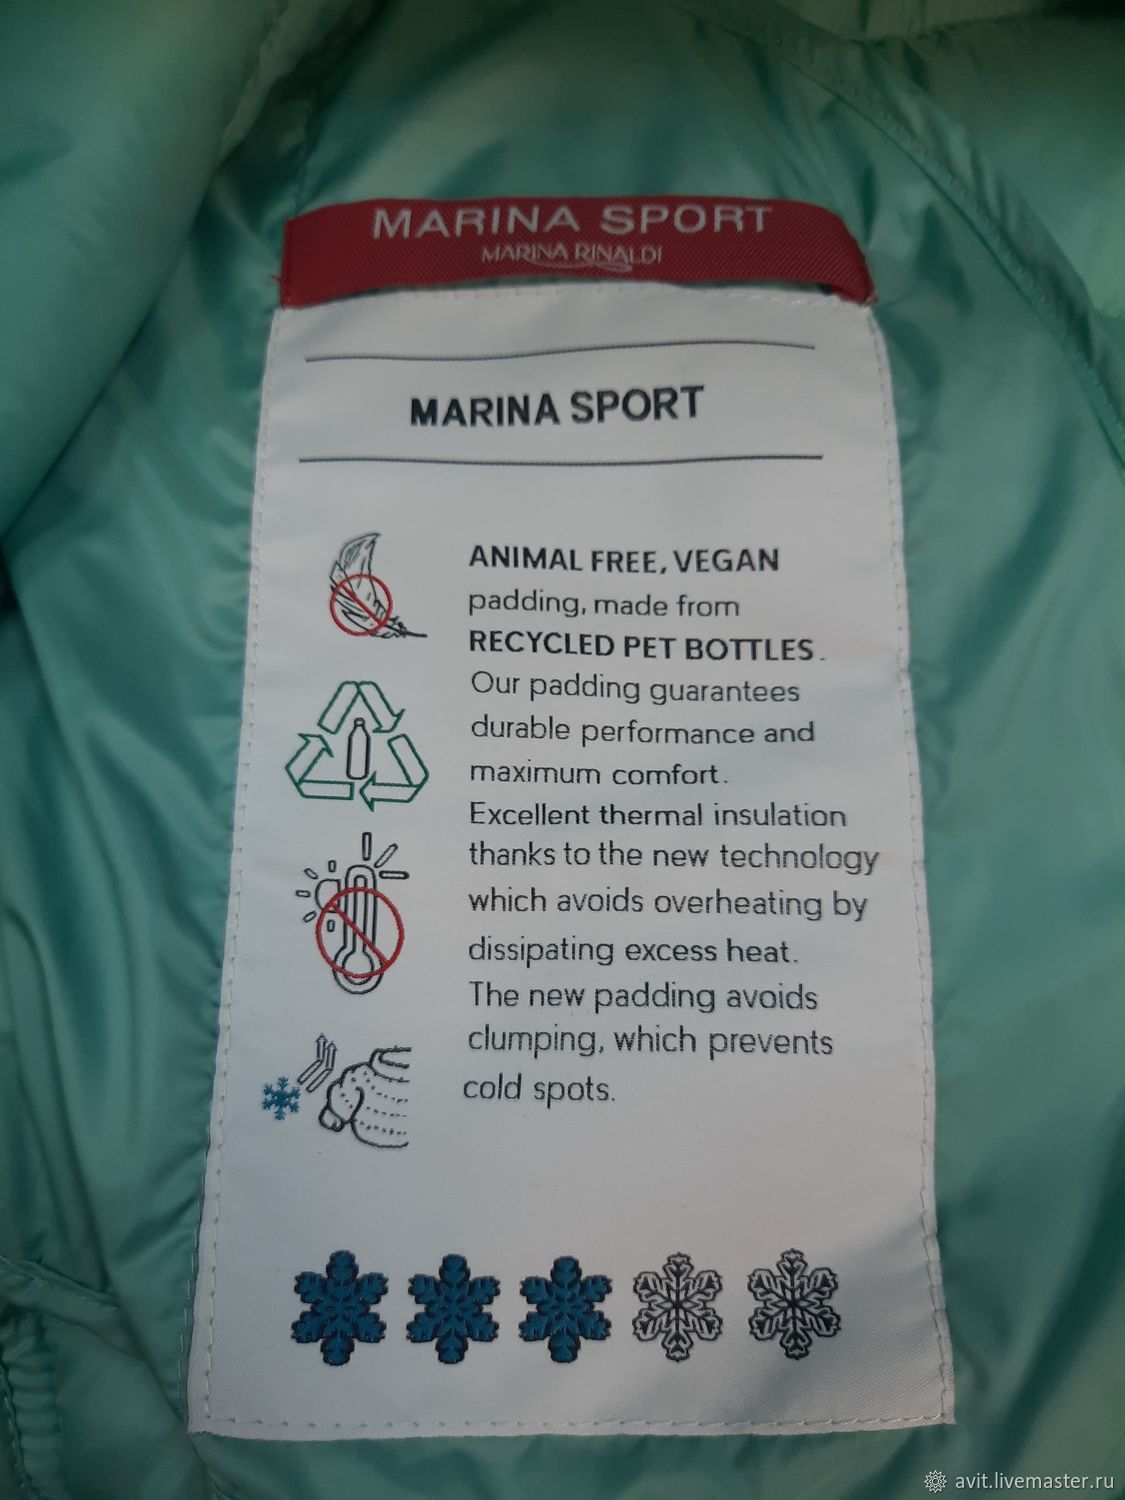 MARINA SPORT
MARINA RINALDI
MARINA SPORT
ANIMAL FREE, VEGAN
padding, made from
RECYCLED PET BOTTLES.
Our padding guarantees
durable performance and
maximum comfort.
Excellent thermal insulation
thanks to the new technology
which avoids overheating by
dissipating excess heat.
The new padding avoids
clumping, which prevents
cold spots.
avit.livemaster.ru